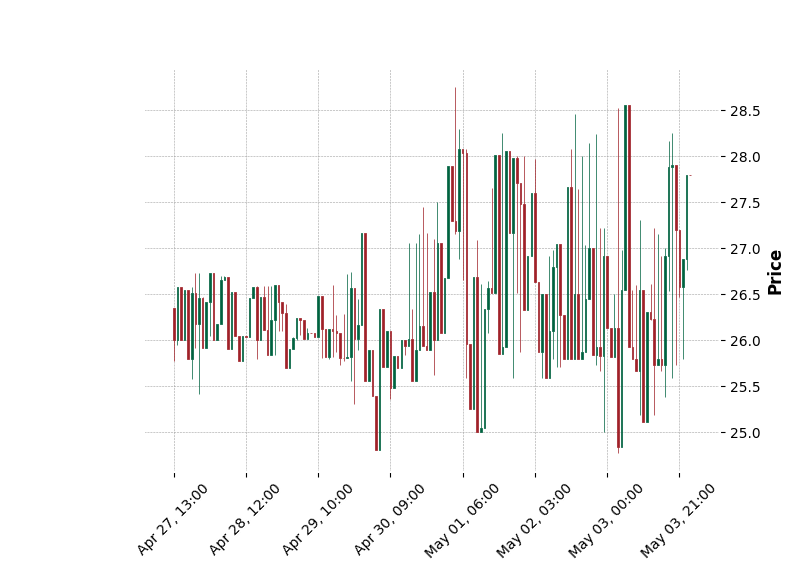 28.5
28.0
27.5
27.0
26.5
26.0
25.5
25.0
Price
Apr 27, 13:00
Apr 28, 12:00
Apr 29, 10:00
Apr 30, 09:00
May 01, 06:00
May 02, 03:00
May 03, 00:00
May 03, 21:00